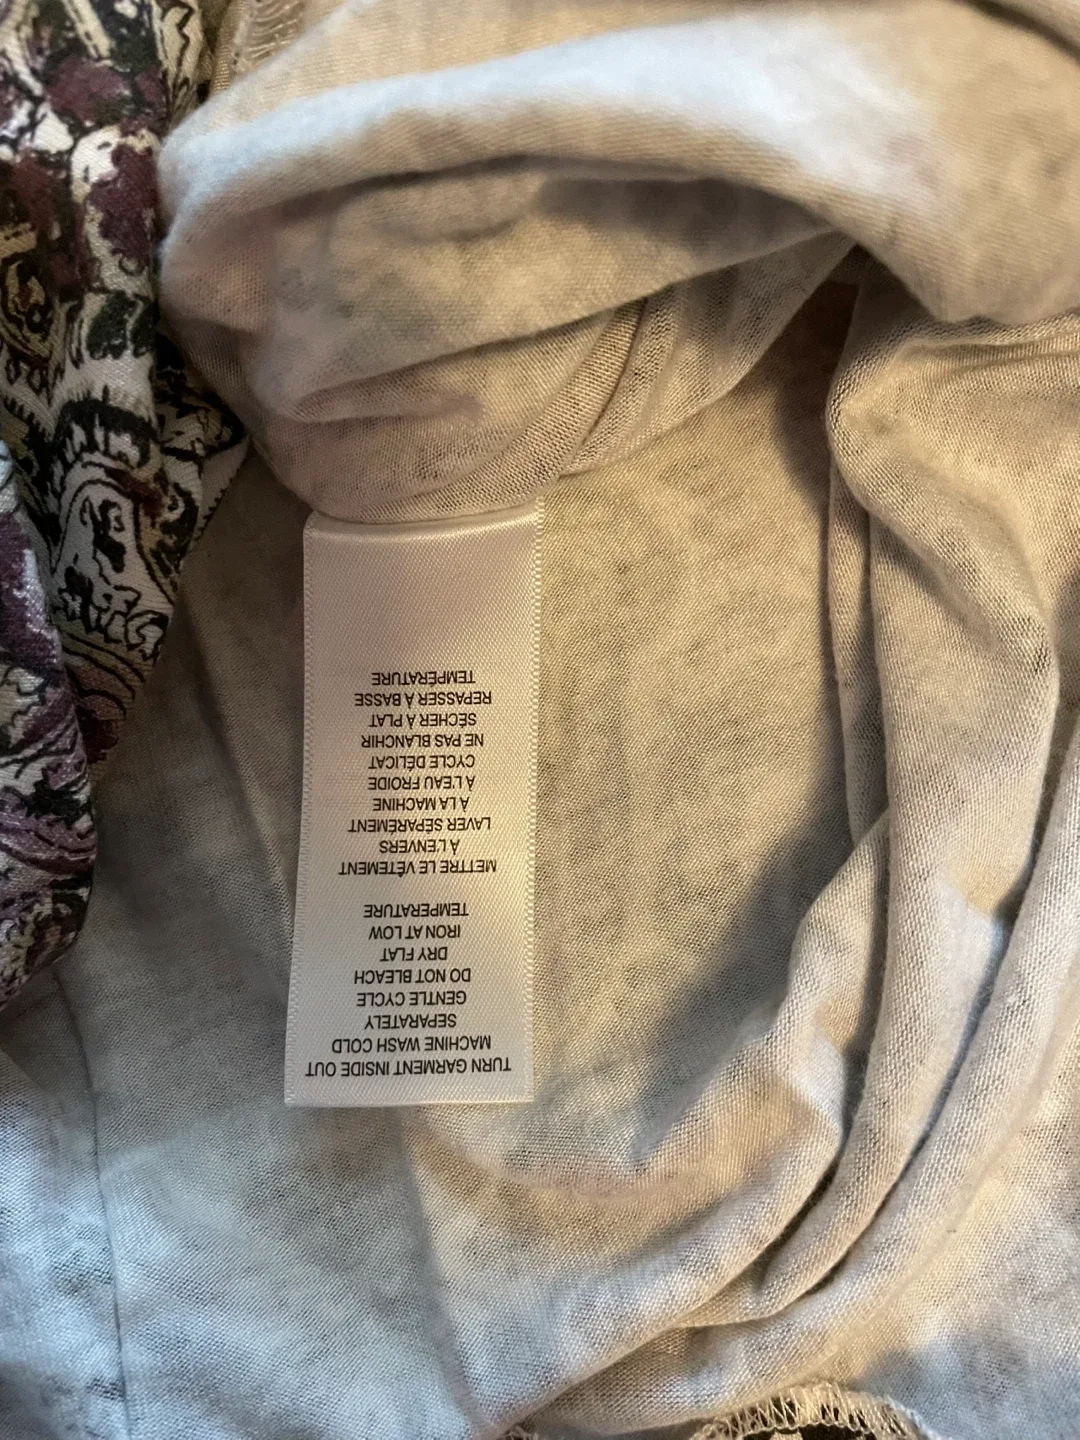 TURN GARMENT INSIDE OUT
MACHINE WASH COLD
SEPARATELY
GENTLE CYCLE
DO NOT BLEACH
DRY FLAT
IRON AT LOW
TEMPERATURE
METTRE LE VÊTEMENT
À L'ENVERS
LAVER SÉPARÉMENT
À LA MACHINE
À L'EAU FROIDE
CYCLE DÉLICAT
NE PAS BLANCHIR
SÉCHER À PLAT
REPASSER À BASSE
TEMPÉRATURE